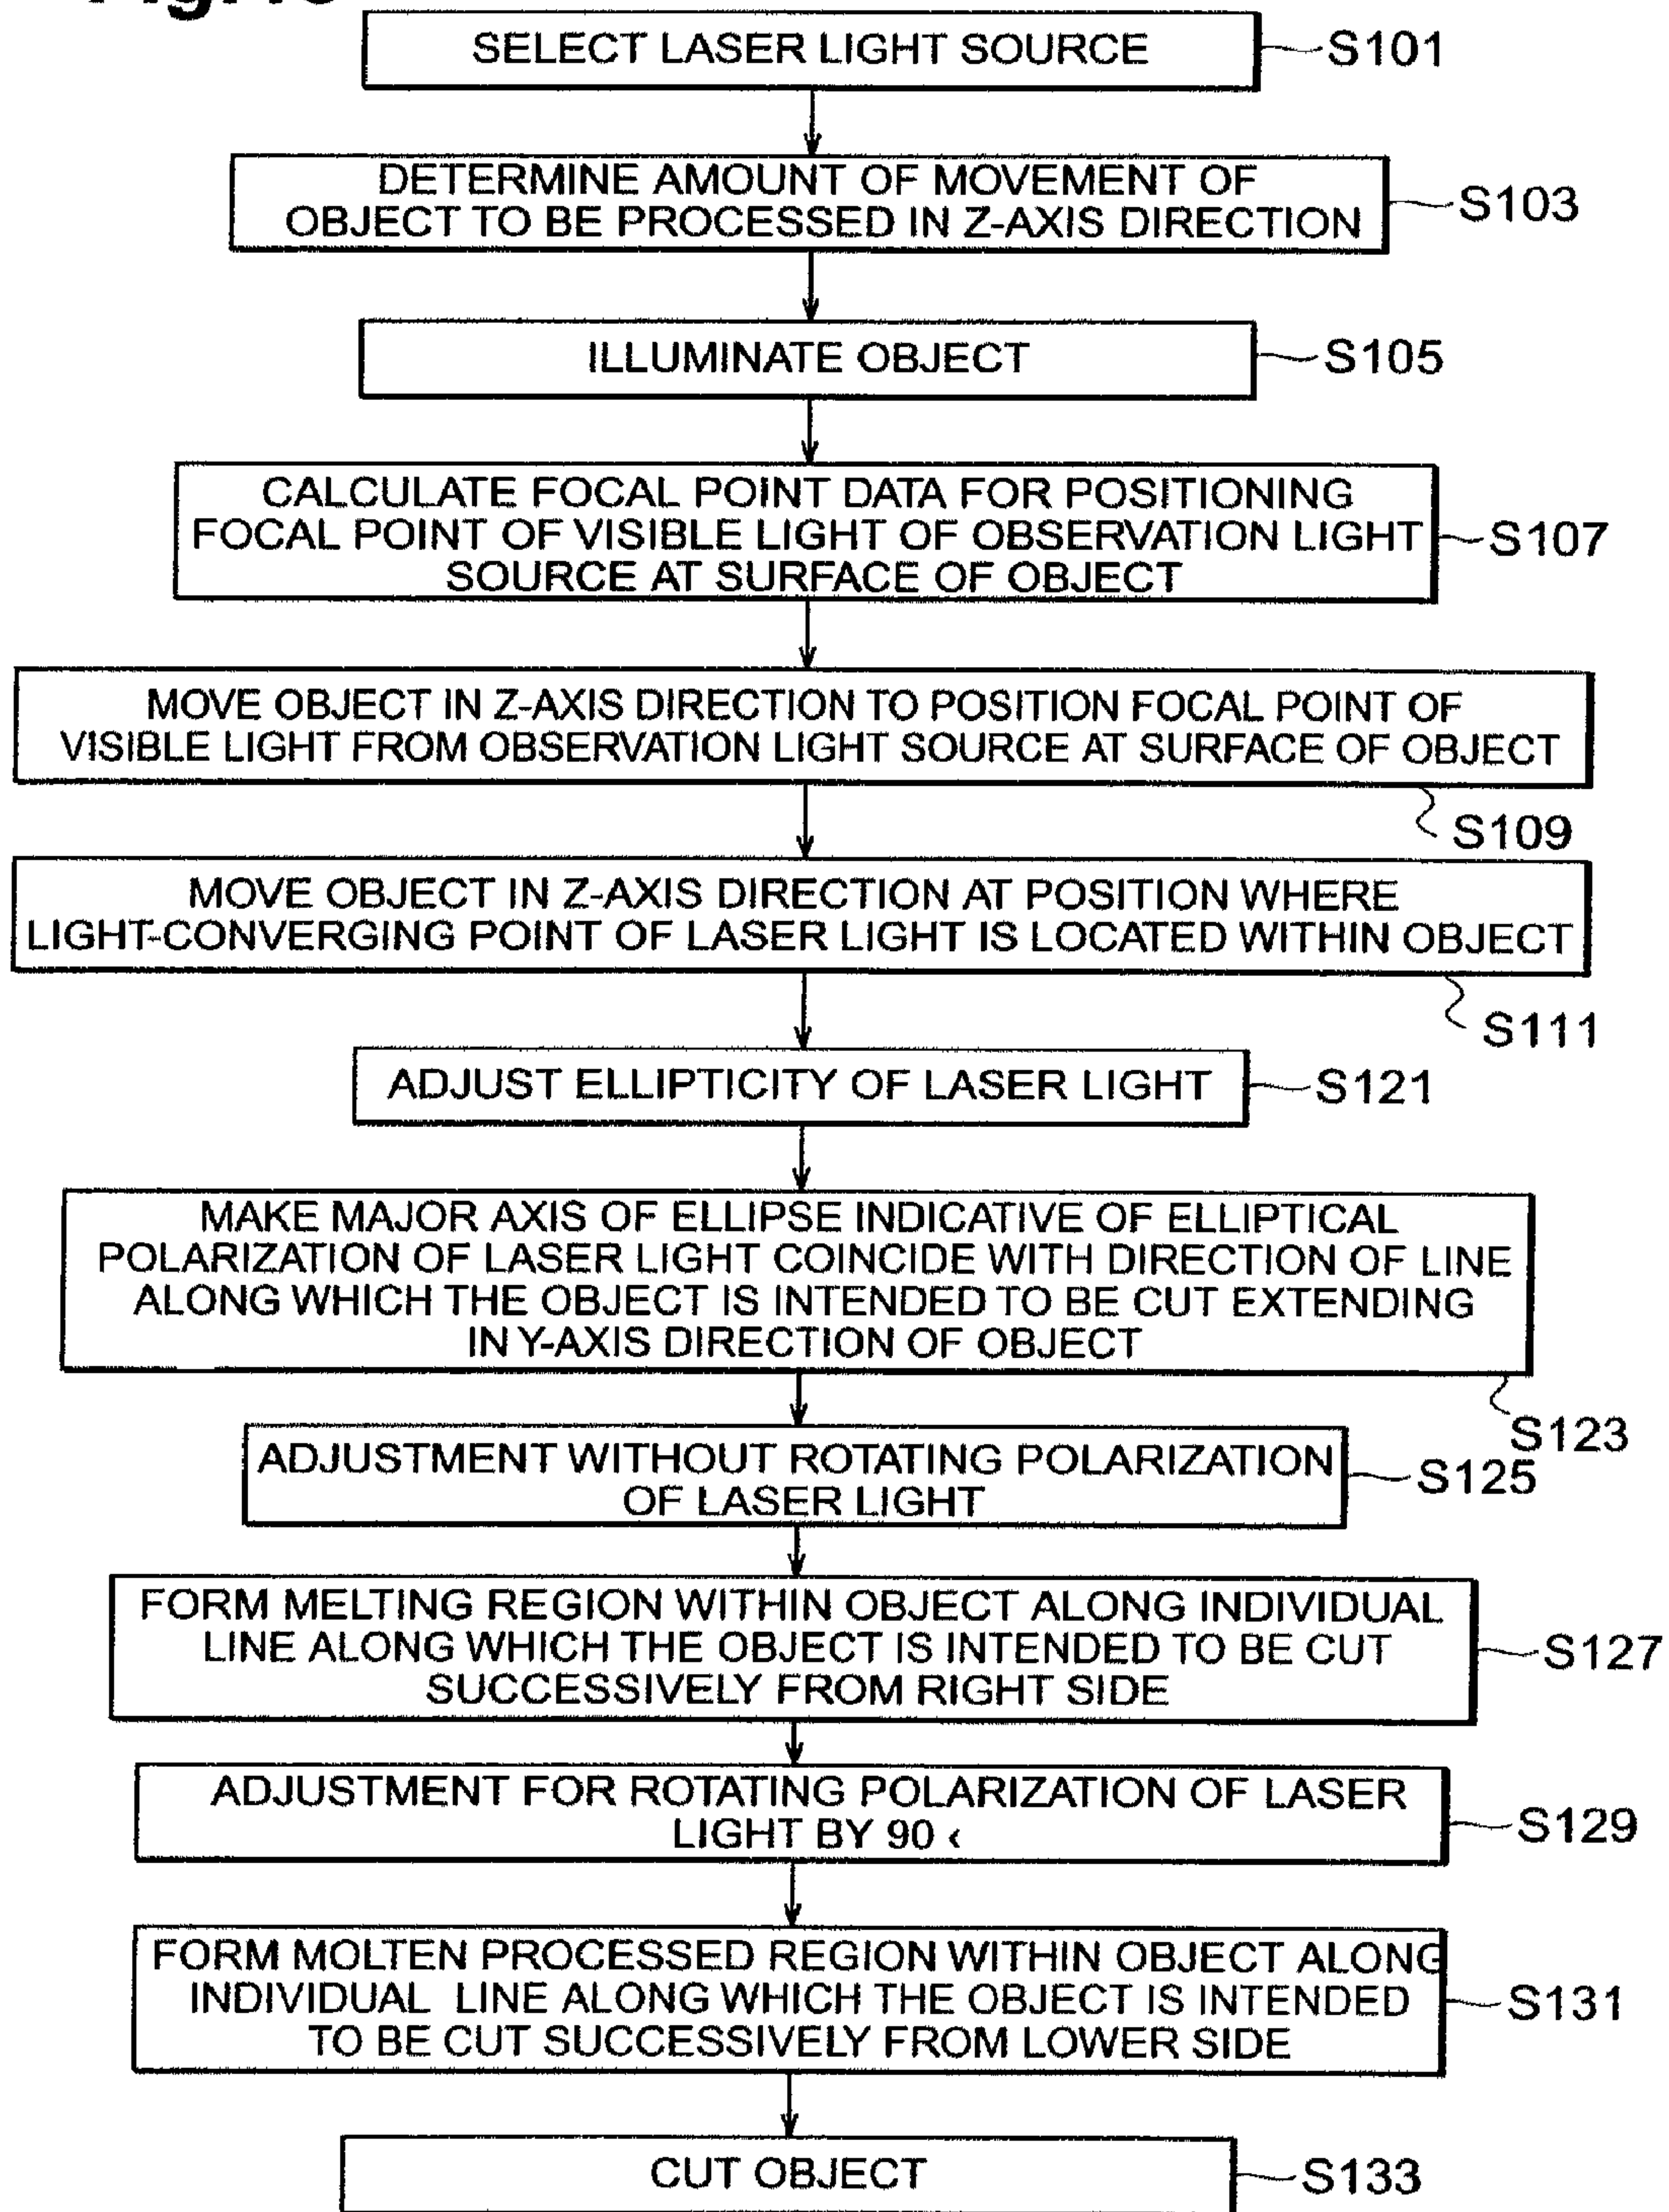 SELECT LASER LIGHT SOURCE
S101
DETERMINE AMOUNT OF MOVEMENT OF
OBJECT TO BE PROCESSED IN Z-AXIS DIRECTION
S103
ILLUMINATE OBJECT
S105
CALCULATE FOCAL POINT DATA FOR POSITIONING
FOCAL POINT OF VISIBLE LIGHT OF OBSERVATION LIGHT
SOURCE AT SURFACE OF OBJECT
S107
MOVE OBJECT IN Z-AXIS DIRECTION TO POSITION FOCAL POINT OF
VISIBLE LIGHT FROM OBSERVATION LIGHT SOURCE AT SURFACE OF OBJECT
S109
MOVE OBJECT IN Z-AXIS DIRECTION AT POSITION WHERE
LIGHT-CONVERGING POINT OF LASER LIGHT IS LOCATED WITHIN OBJECT
S111
ADJUST ELLIPTICITY OF LASER LIGHT
S121
MAKE MAJOR AXIS OF ELLIPSE INDICATIVE OF ELLIPTICAL
POLARIZATION OF LASER LIGHT COINCIDE WITH DIRECTION OF LINE
ALONG WHICH THE OBJECT IS INTENDED TO BE CUT EXTENDING
IN Y-AXIS DIRECTION OF OBJECT
S123
ADJUSTMENT WITHOUT ROTATING POLARIZATION
OF LASER LIGHT
S125
FORM MELTING REGION WITHIN OBJECT ALONG INDIVIDUAL
LINE ALONG WHICH THE OBJECT IS INTENDED TO BE CUT
SUCCESSIVELY FROM RIGHT SIDE
S127
ADJUSTMENT FOR ROTATING POLARIZATION OF LASER
LIGHT BY 90 ‹
S129
FORM MOLTEN PROCESSED REGION WITHIN OBJECT ALONG
INDIVIDUAL LINE ALONG WHICH THE OBJECT IS INTENDED
TO BE CUT SUCCESSIVELY FROM LOWER SIDE
S131
CUT OBJECT
S133